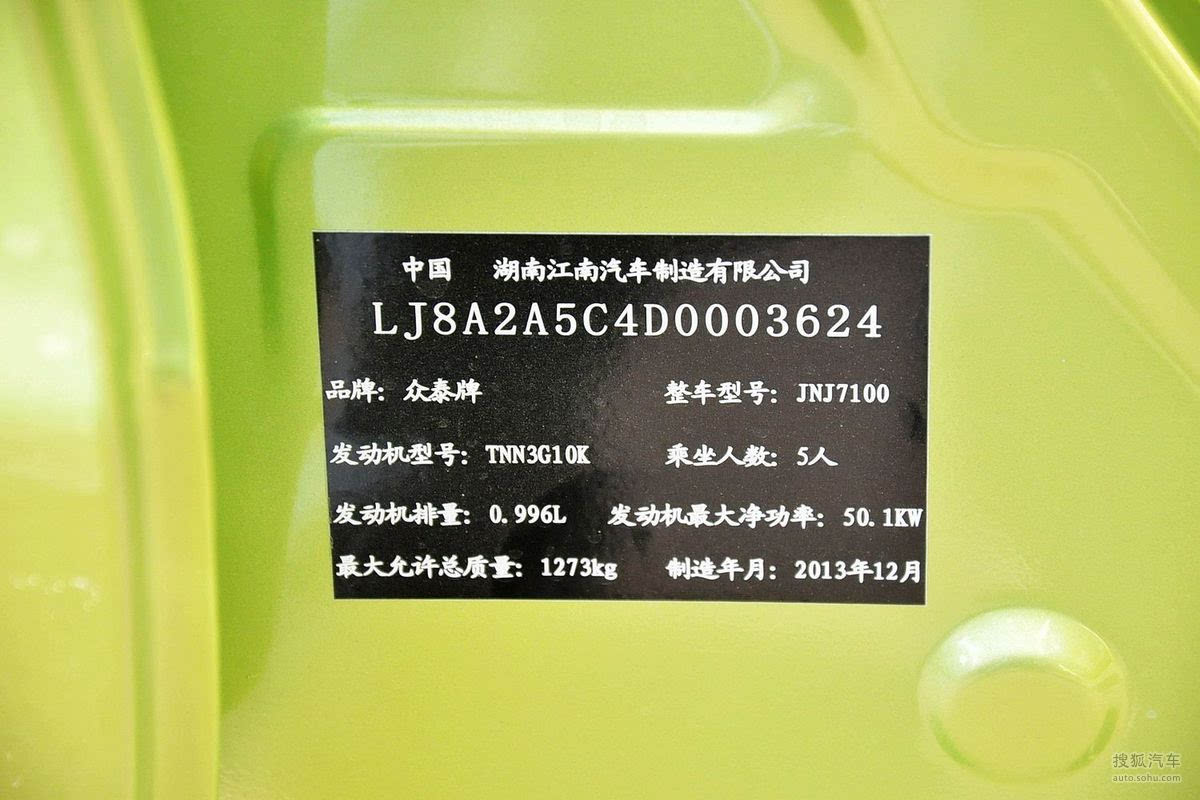 中国 湖南江南汽车制造有限公司
LJ8A2A5C4D0003624
品牌：众泰牌 整车型号：JNJ7100
发动机型号：TNN3G10K 乘坐人数：5人
发动机排量：0.996L 发动机最大净功率：50.1KW
最大允许总质量：1273kg 制造年月：2013年12月
搜狐汽车
auto.sohu.com